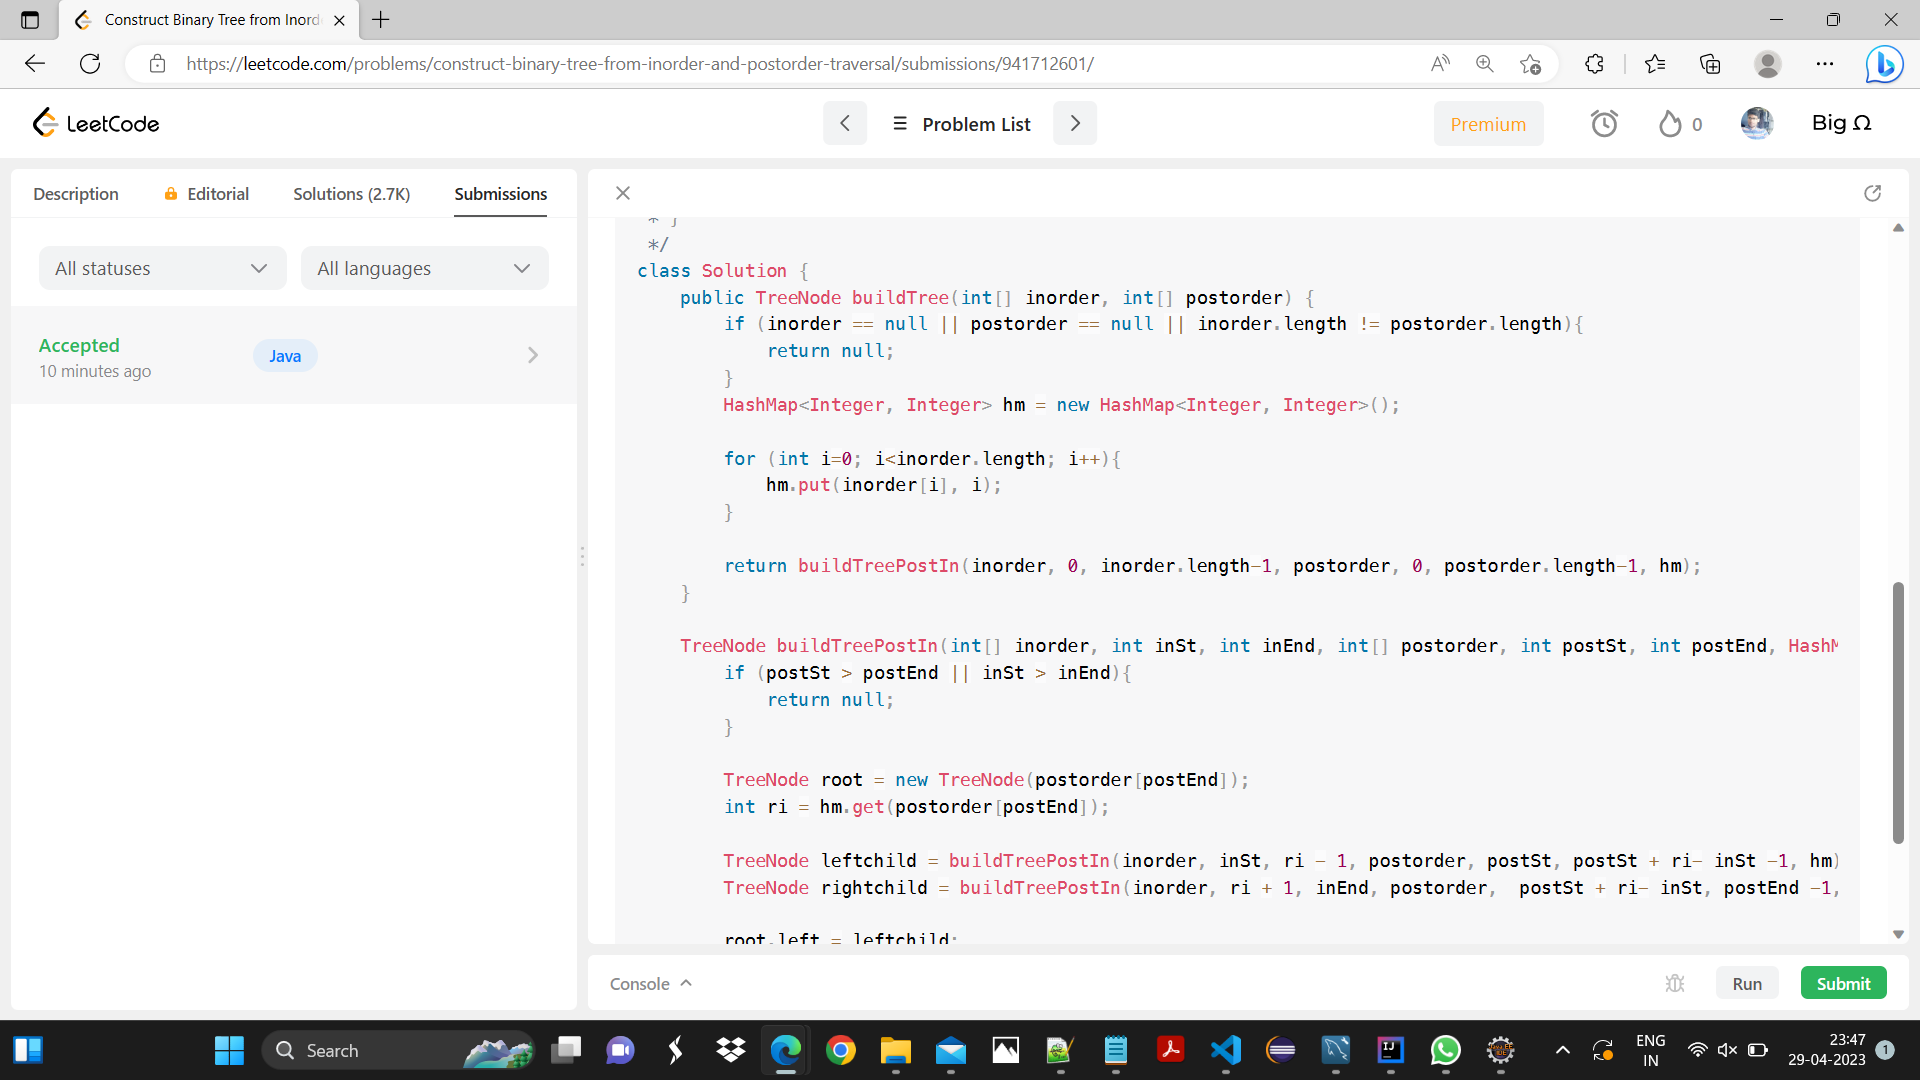 Construct Binary Tree from Inord
https://leetcode.com/problems/construct-binary-tree-from-inorder-and-postorder-traversal/submissions/941712601/
LeetCode
Problem List
Premium
0
Big Ω
Description
Editorial
Solutions (2.7K)
Submissions
All statuses
All languages
Accepted
10 minutes ago
Java
* }
*/
class Solution {
public TreeNode buildTree(int[] inorder, int[] postorder) {
if (inorder == null || postorder == null || inorder.length != postorder.length){
return null;
}
HashMap<Integer, Integer> hm = new HashMap<Integer, Integer>();
for (int i=0; i<inorder.length; i++){
hm.put(inorder[i], i);
}
return buildTreePostIn(inorder, 0, inorder.length-1, postorder, 0, postorder.length-1, hm);
}
TreeNode buildTreePostIn(int[] inorder, int inSt, int inEnd, int[] postorder, int postSt, int postEnd, HashM
if (postSt > postEnd || inSt > inEnd){
return null;
}
TreeNode root = new TreeNode(postorder[postEnd]);
int ri = hm.get(postorder[postEnd]);
TreeNode leftchild = buildTreePostIn(inorder, inSt, ri - 1, postorder, postSt, postSt + ri- inSt -1, hm)
TreeNode rightchild = buildTreePostIn(inorder, ri + 1, inEnd, postorder,  postSt + ri- inSt, postEnd -1,
root.left = leftchild;
Console
Run
Submit
Search
ENG
IN
23:47
29-04-2023
1